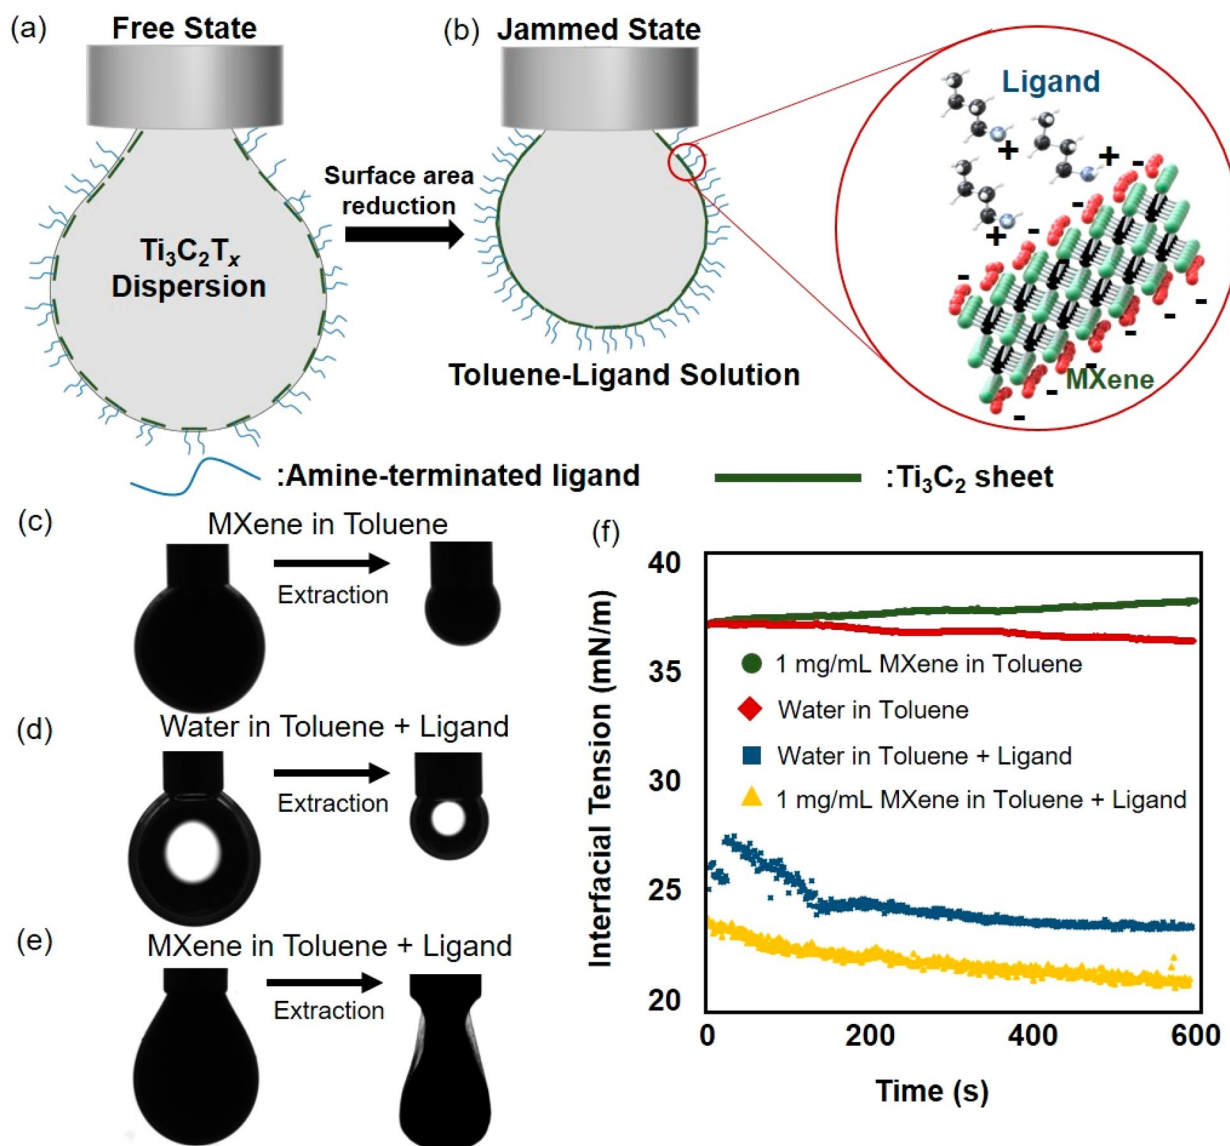 (a)
Free State
(b)
Jammed State
Ligand
+
+
+
-
-
-
-
-
-
-
-
-
-
-
-
Surface area
reduction
Ti₃C₂Tₓ
Dispersion
MXene
Toluene-Ligand Solution
:Amine-terminated ligand
:Ti₃C₂ sheet
(c)
MXene in Toluene
Extraction
(d)
Water in Toluene + Ligand
Extraction
(e)
MXene in Toluene + Ligand
Extraction
(f)
Interfacial Tension (mN/m)
40
35
30
25
20
1 mg/mL MXene in Toluene
Water in Toluene
Water in Toluene + Ligand
1 mg/mL MXene in Toluene + Ligand
0
200
400
600
Time (s)